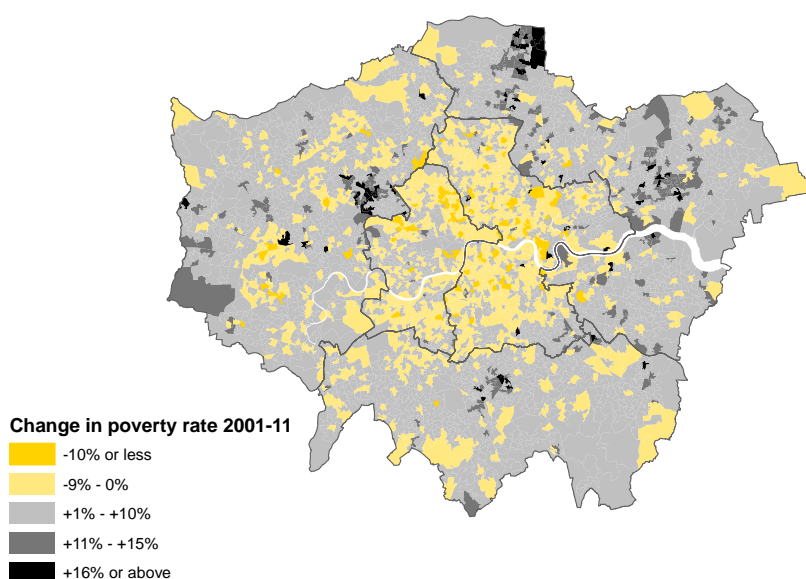 Change in poverty rate 2001-11
-10% or less
-9% - 0%
+1% - +10%
+11% - +15%
+16% or above